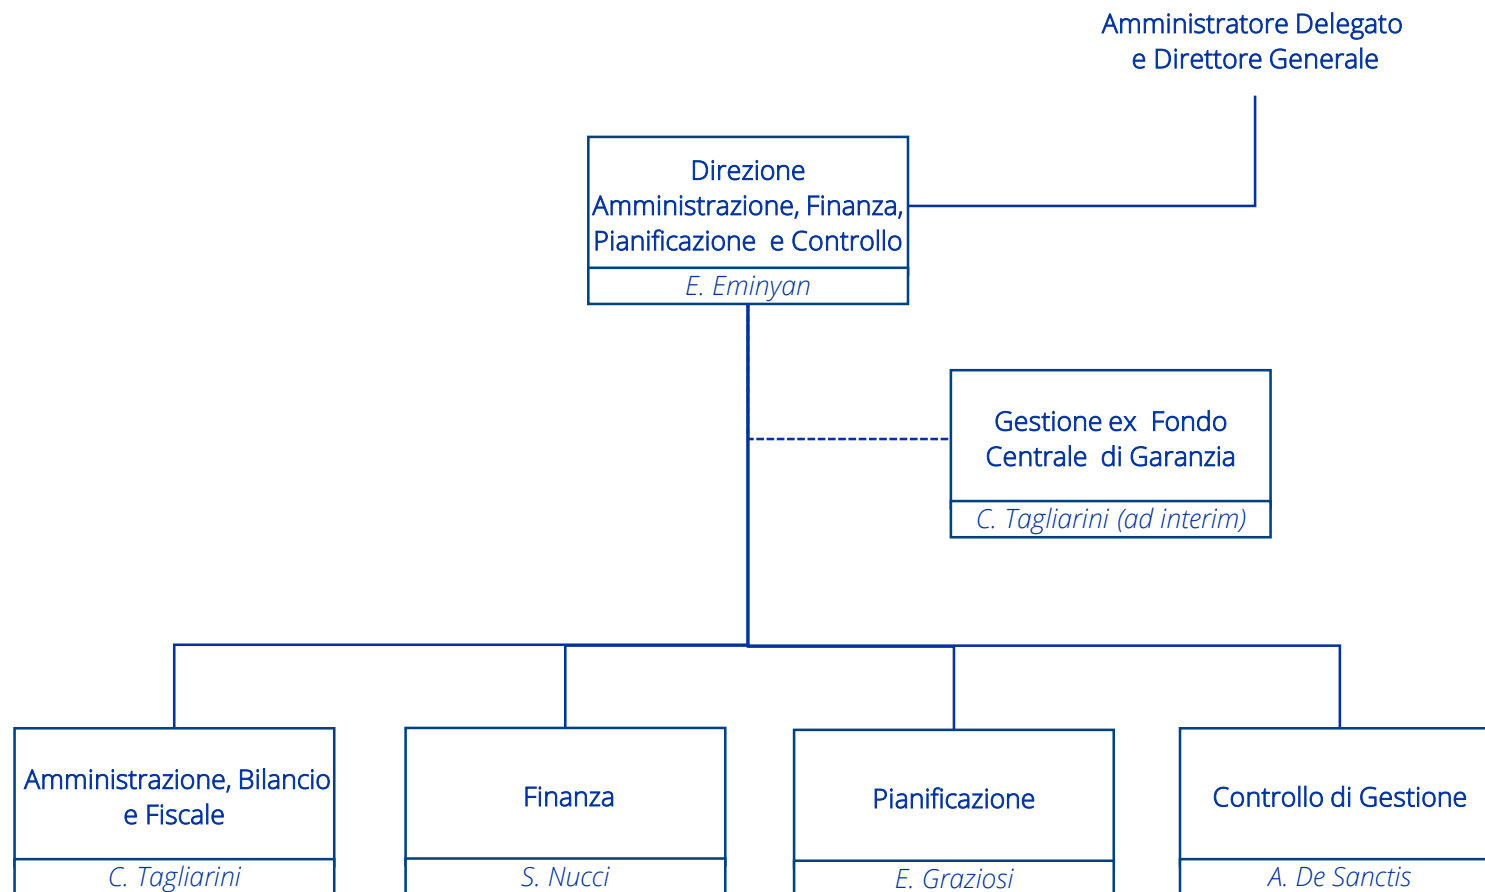 Amministratore Delegato
e Direttore Generale
Direzione
Amministrazione, Finanza,
Pianificazione e Controllo
E. Eminyan
Gestione ex Fondo
Centrale di Garanzia
C. Tagliarini (ad interim)
Amministrazione, Bilancio
e Fiscale
C. Tagliarini
Finanza
S. Nucci
Pianificazione
E. Graziosi
Controllo di Gestione
A. De Sanctis